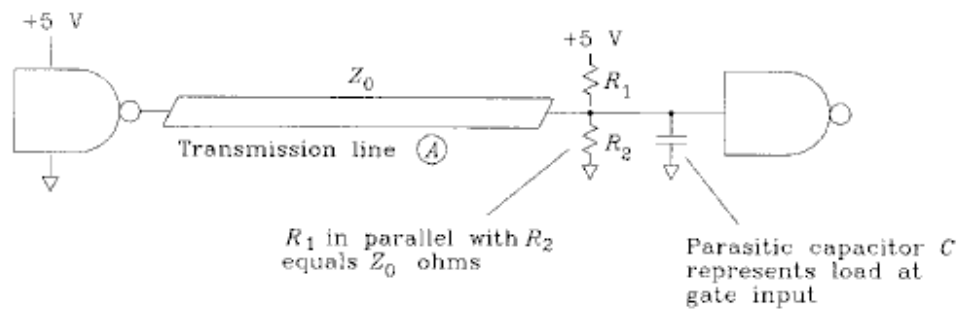 +5 V
+5 V
Z0
R1
Transmission line A
R2
R1 in parallel with R2
equals Z0 ohms
Parasitic capacitor C
represents load at
gate input